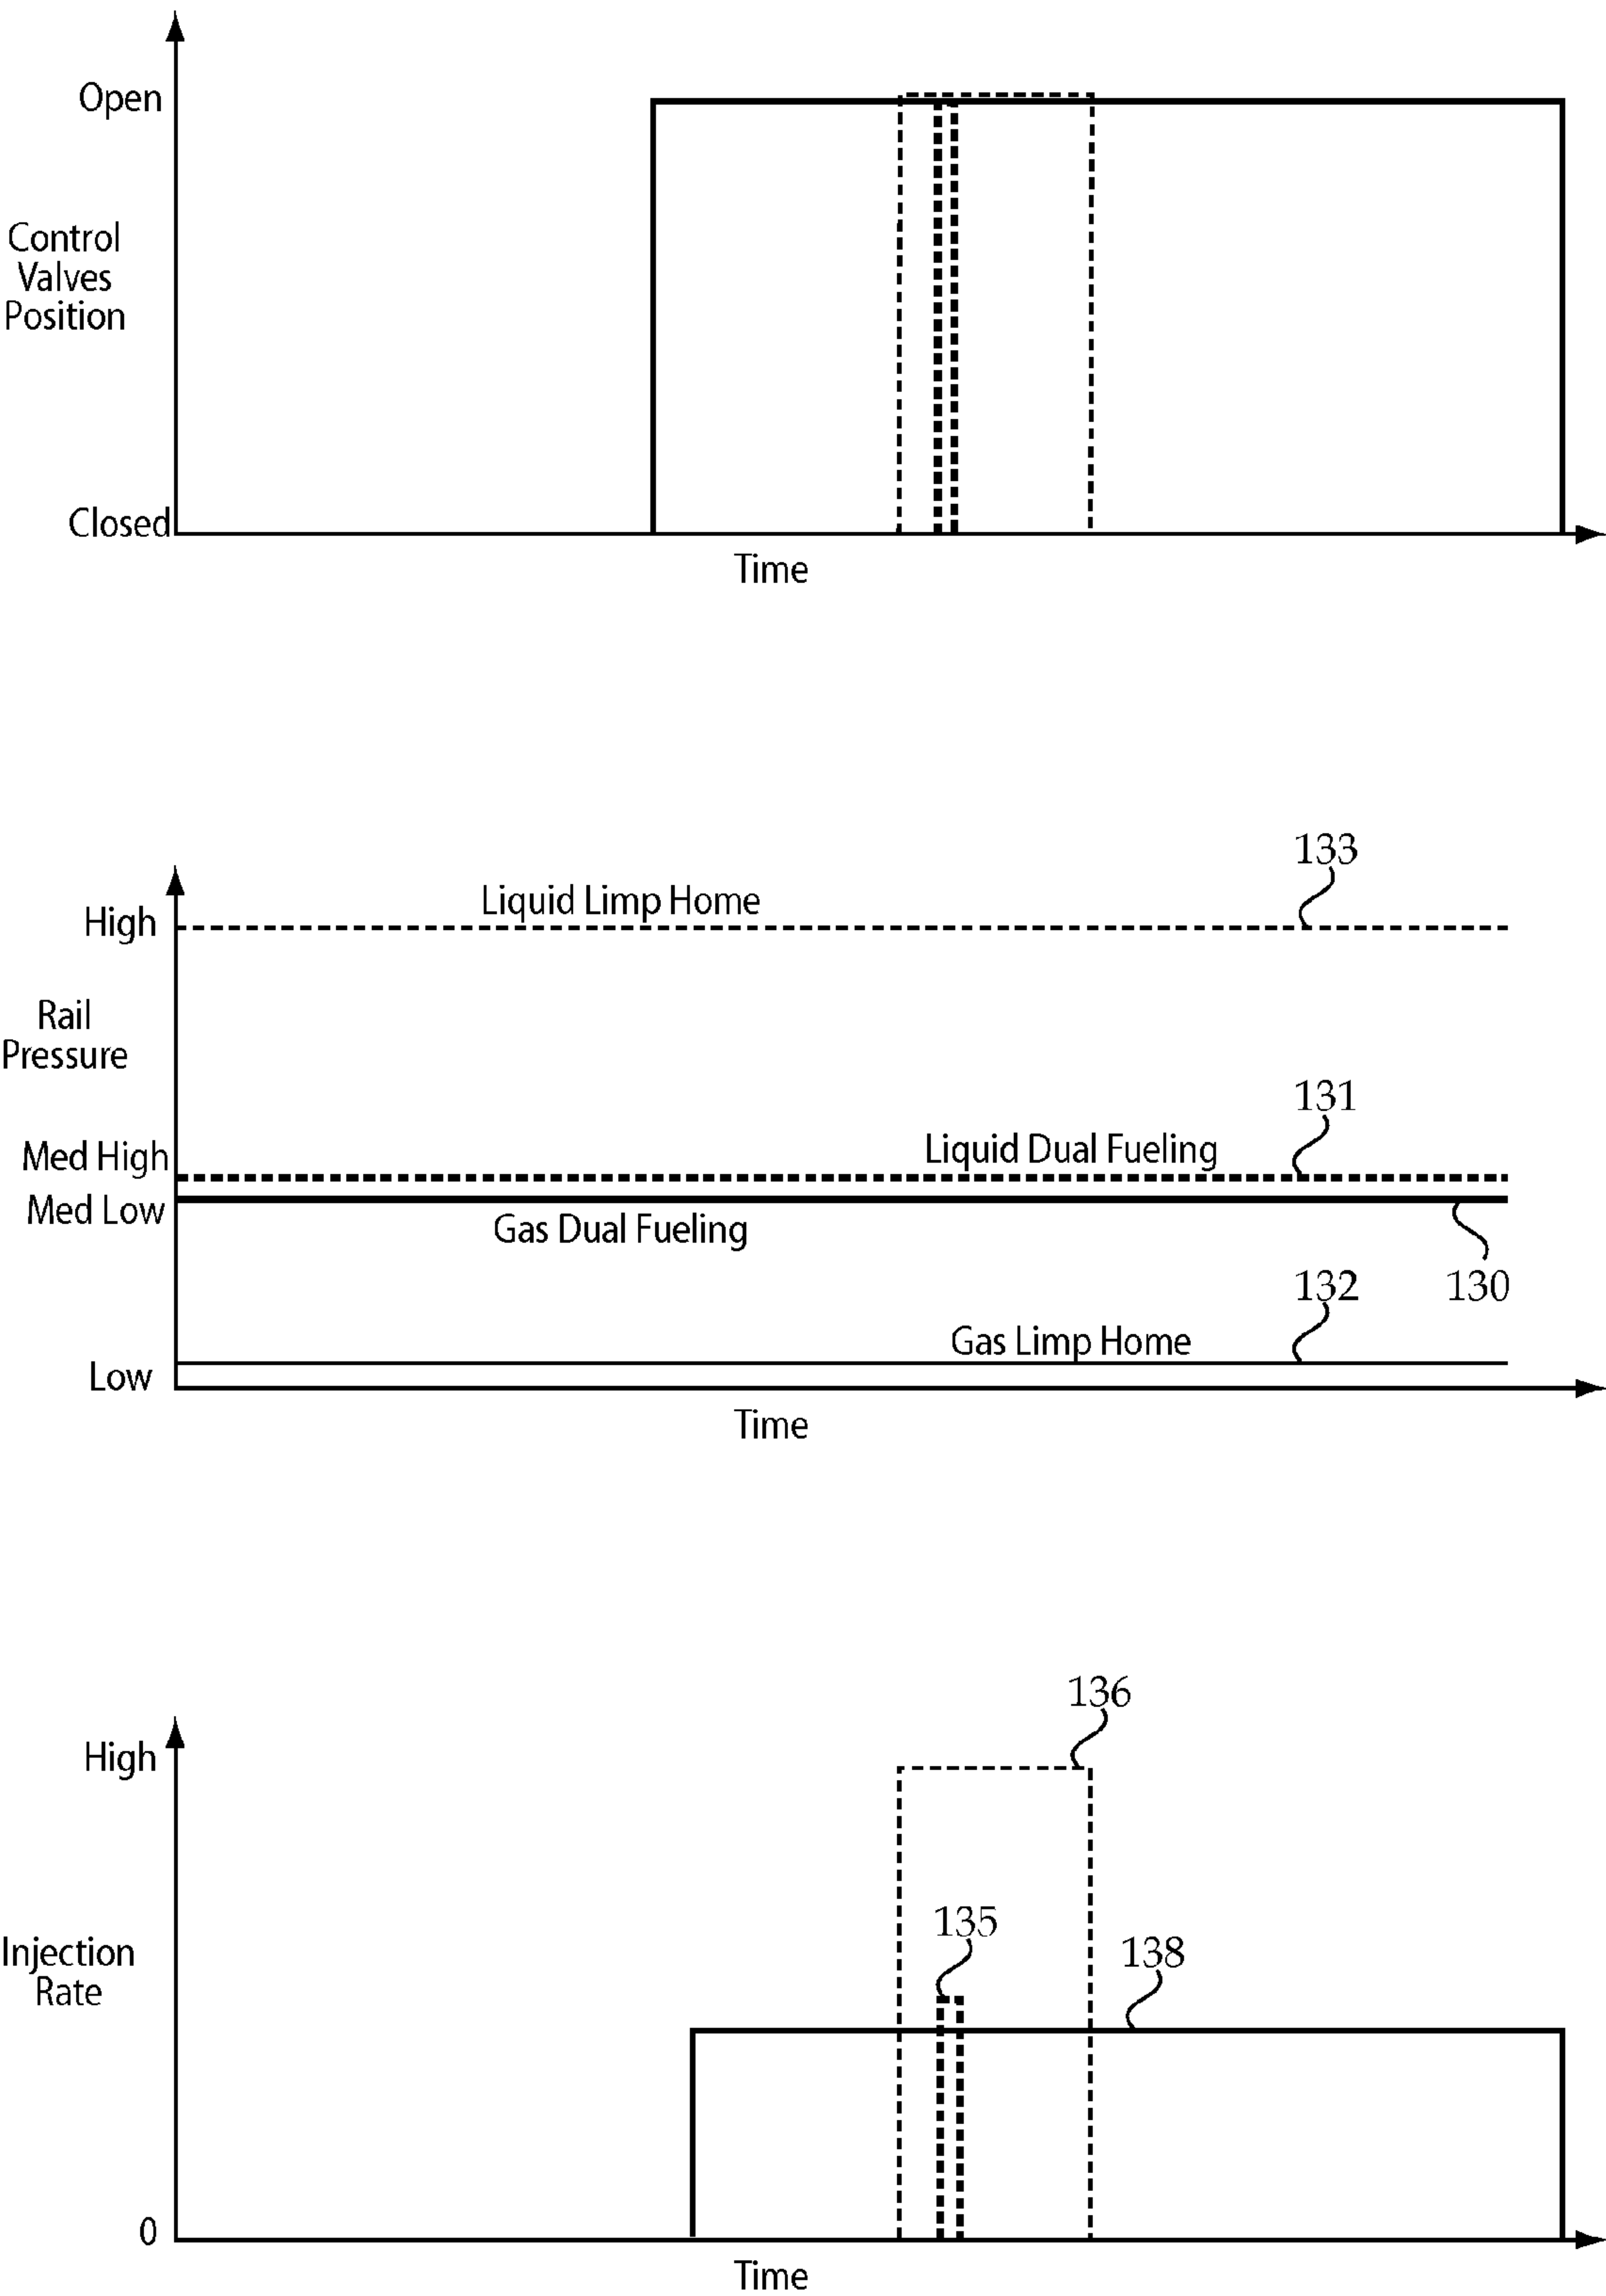 Open
Control
Valves
Position
Closed
Time
133
Liquid Limp Home
High
Rail
Pressure
131
Liquid Dual Fueling
Med High
Med Low
Gas Dual Fueling
132
130
Gas Limp Home
Low
Time
136
High
135
138
Injection
Rate
0
Time